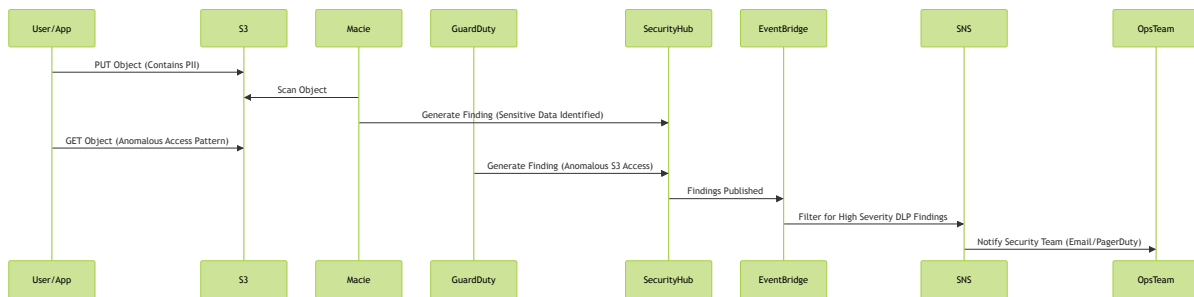 User/App
S3
Macie
GuardDuty
SecurityHub
EventBridge
SNS
OpsTeam
PUT Object (Contains PII)
Scan Object
Generate Finding (Sensitive Data Identified)
GET Object (Anomalous Access Pattern)
Generate Finding (Anomalous S3 Access)
Findings Published
Filter for High Severity DLP Findings
Notify Security Team (Email/PagerDuty)
User/App
S3
Macie
GuardDuty
SecurityHub
EventBridge
SNS
OpsTeam